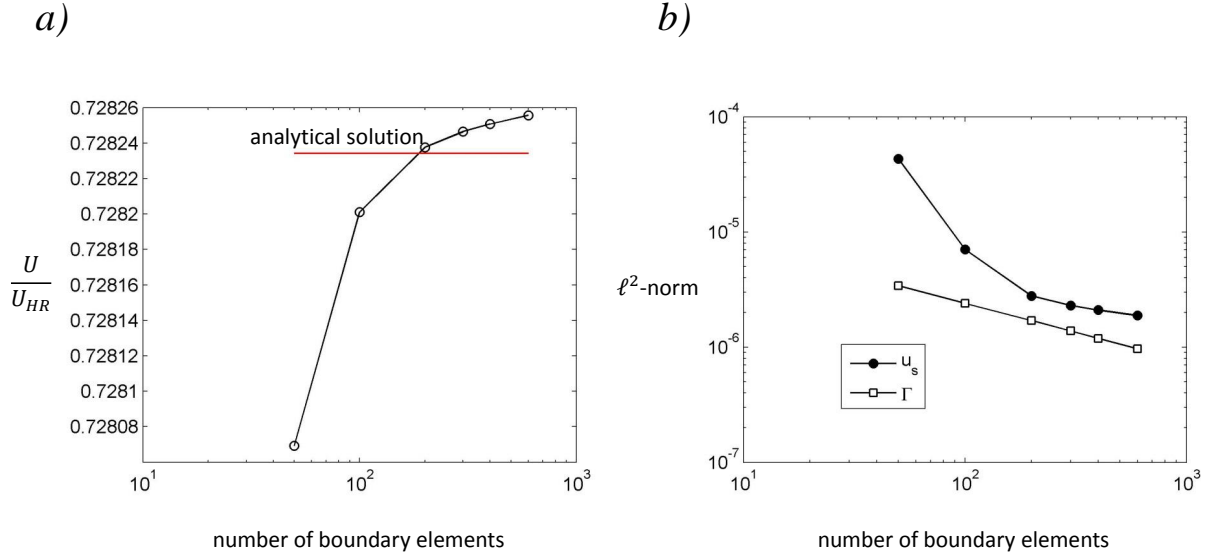 a)
0.72826
0.72824
0.72822
0.7282
0.72818
0.72816
0.72814
0.72812
0.7281
0.72808
U
U_{HR}
analytical solution
10^1
10^2
10^3
number of boundary elements
b)
10^{-4}
10^{-5}
10^{-6}
10^{-7}
ℓ^2-norm
u_s
Γ
10^1
10^2
10^3
number of boundary elements